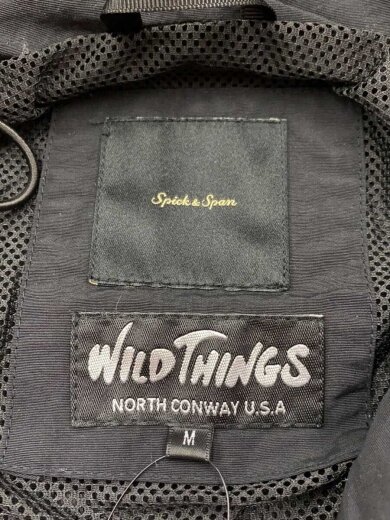 Spick & Span
WILD THINGS
NORTH CONWAY U.S.A
M